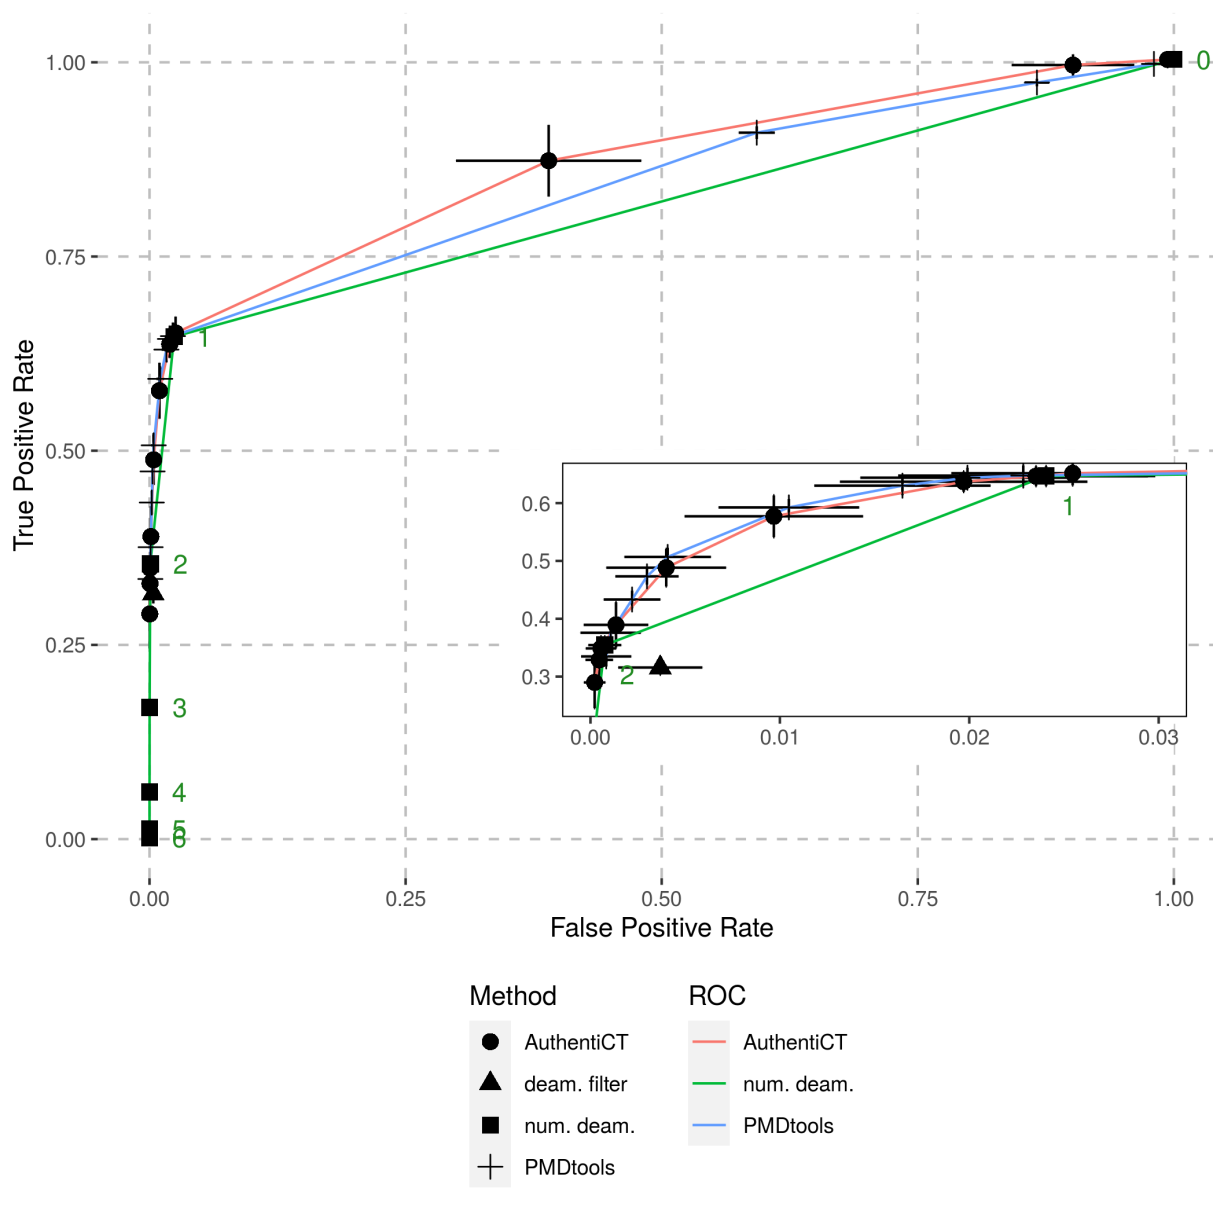 1.00
0
0.75
1
True Positive Rate
0.50
0.6
1
0.5
2
0.4
0.3
2
0.25
0.00
0.01
0.02
0.03
3
4
5
6
0.00
0.00
0.25
0.50
0.75
1.00
False Positive Rate
Method
ROC
AuthentiCT
AuthentiCT
deam. filter
num. deam.
num. deam.
PMDtools
PMDtools